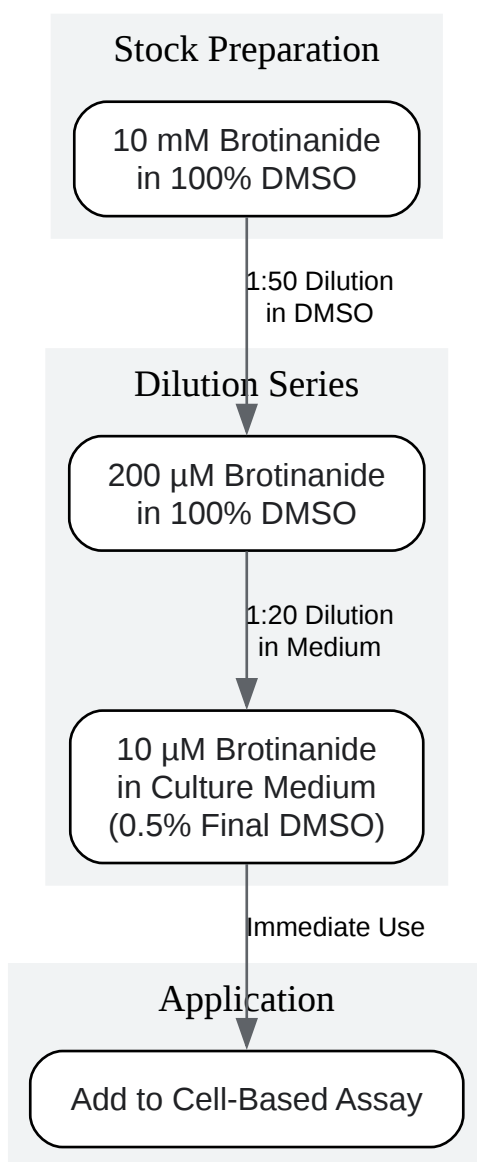 Stock Preparation
10 mM Brotinanide
in 100% DMSO
1:50 Dilution
in DMSO
Dilution Series
200 µM Brotinanide
in 100% DMSO
1:20 Dilution
in Medium
10 µM Brotinanide
in Culture Medium
(0.5% Final DMSO)
Immediate Use
Application
Add to Cell-Based Assay